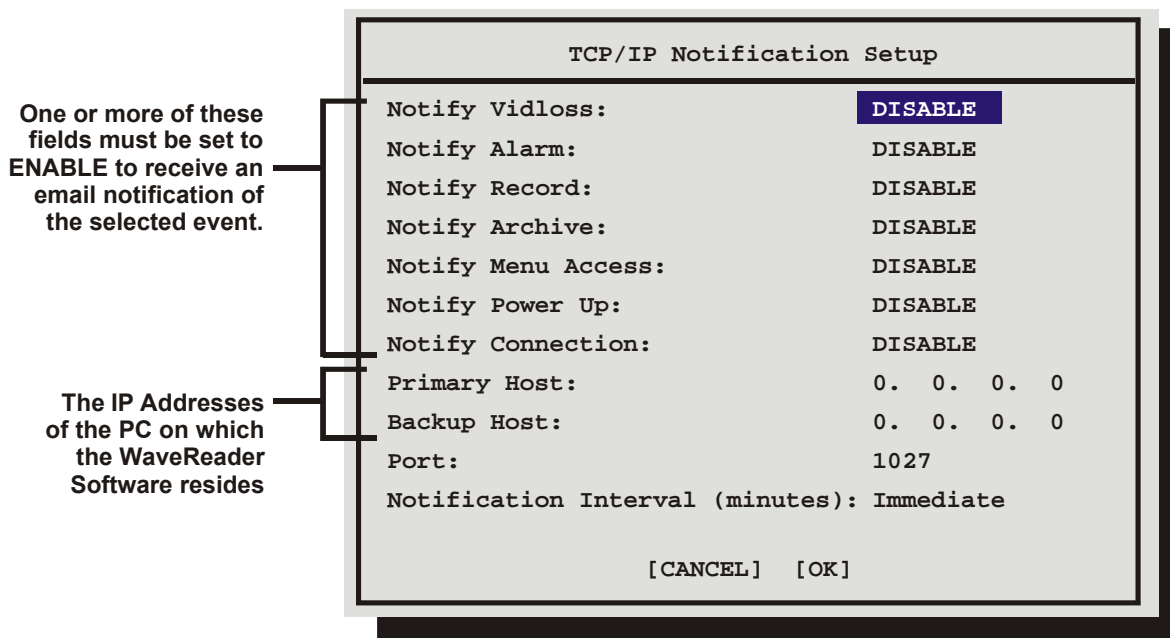 TCP/IP Notification Setup
One or more of these
fields must be set to
ENABLE to receive an
email notification of
the selected event.
Notify Vidloss: DISABLE
Notify Alarm: DISABLE
Notify Record: DISABLE
Notify Archive: DISABLE
Notify Menu Access: DISABLE
Notify Power Up: DISABLE
Notify Connection: DISABLE
The IP Addresses
of the PC on which
the WaveReader
Software resides
Primary Host: 0. 0. 0. 0
Backup Host: 0. 0. 0. 0
Port: 1027
Notification Interval (minutes): Immediate
[CANCEL] [OK]